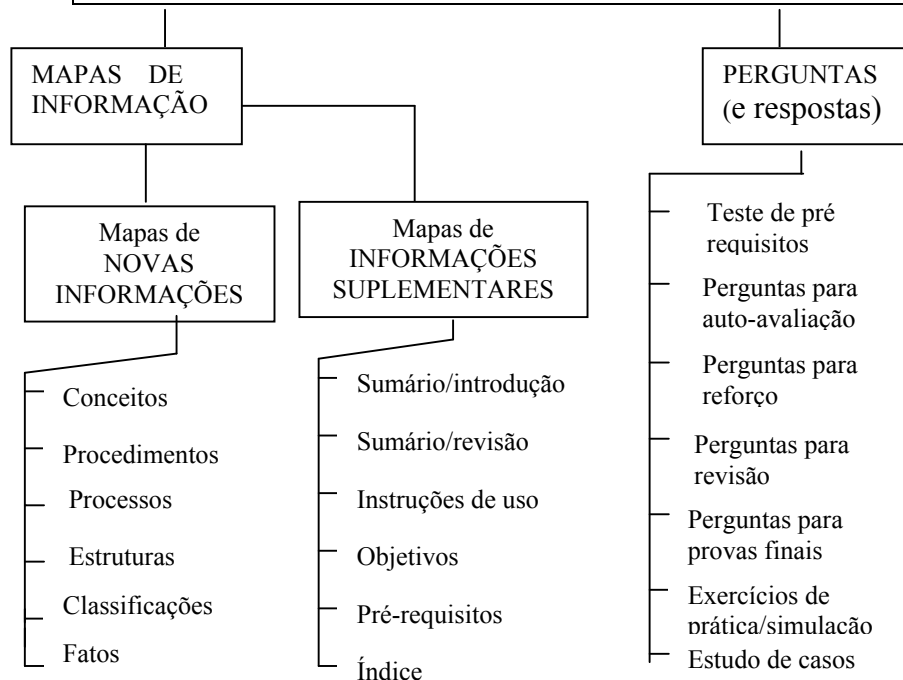 MAPAS DE
INFORMAÇÃO
PERGUNTAS
(e respostas)
Mapas de
NOVAS
INFORMAÇÕES
Mapas de
INFORMAÇÕES
SUPLEMENTARES
Conceitos
Procedimentos
Processos
Estruturas
Classificações
Fatos
Sumário/introdução
Sumário/revisão
Instruções de uso
Objetivos
Pré-requisitos
Índice
Teste de pré
requisitos
Perguntas para
auto-avaliação
Perguntas para
reforço
Perguntas para
revisão
Perguntas para
provas finais
Exercícios de
prática/simulação
Estudo de casos